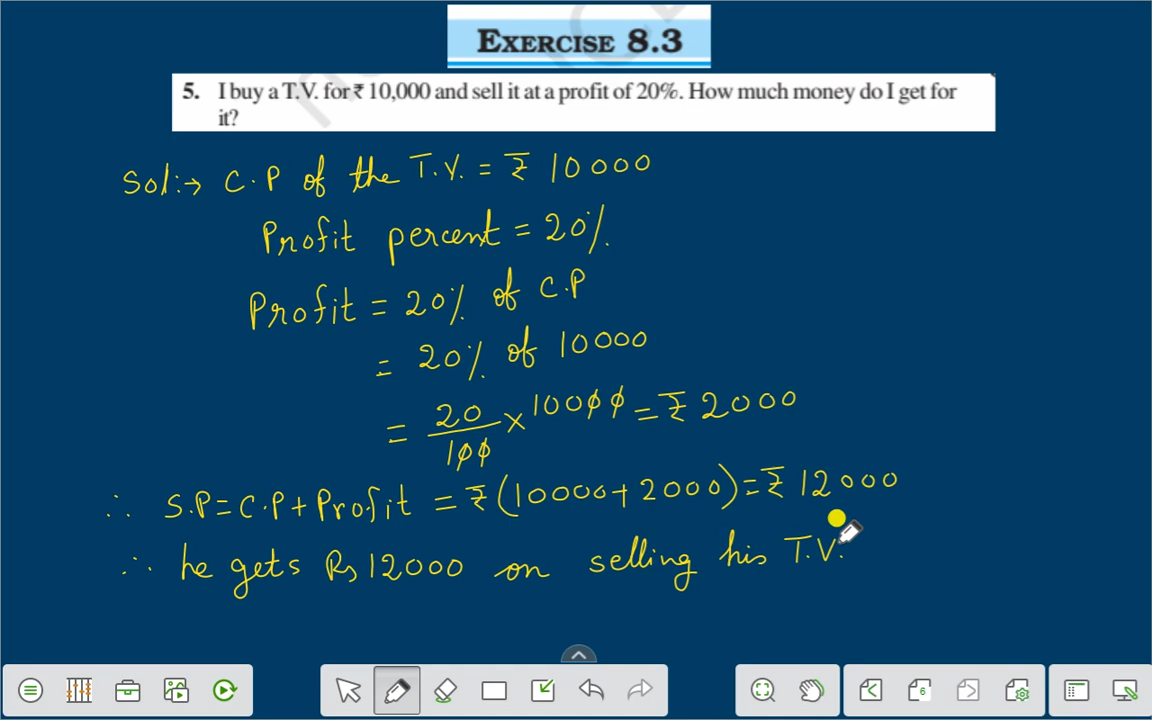 EXERCISE 8.3
5. I buy a T.V. for ₹ 10,000 and sell it at a profit of 20%. How much money do I get for
it?
Sol:→ C.P of the T.V. = ₹ 10000
Profit percent = 20%
Profit = 20% of C.P
= 20% of 10000
= 20/100 × 10000 = ₹ 2000
∴ S.P = C.P + Profit = ₹ (10000 + 2000) = ₹ 12000
∴ he gets Rs 12000 on selling his T.V.
6